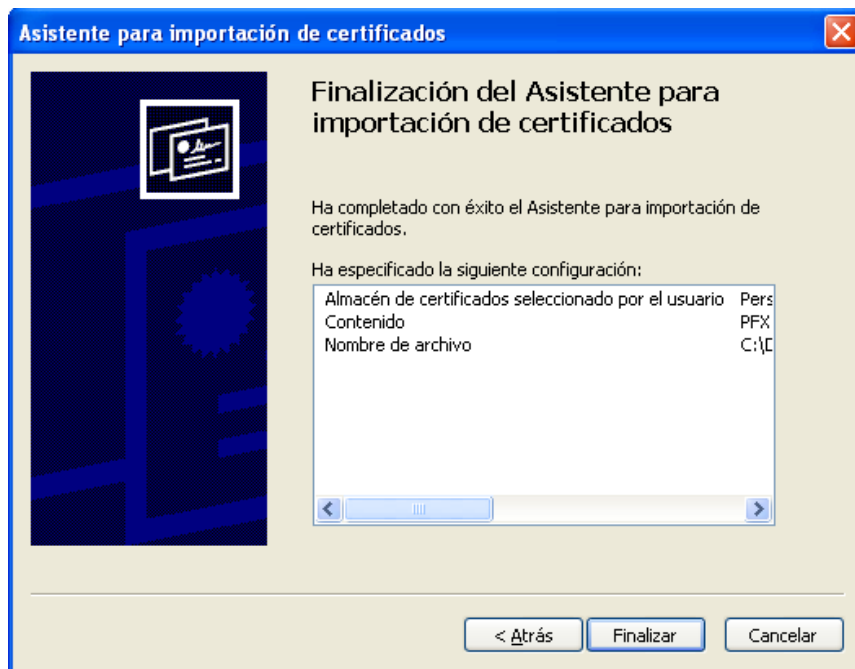 Asistente para importación de certificados
Finalización del Asistente para
importación de certificados
Ha completado con éxito el Asistente para importación de
certificados.
Ha especificado la siguiente configuración:
Almacén de certificados seleccionado por el usuario Pers
Contenido PFX
Nombre de archivo C:\D
< Atrás Finalizar Cancelar